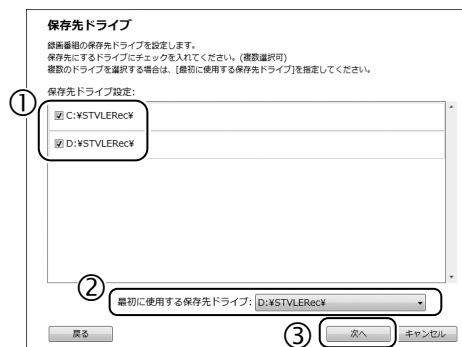 保存先ドライブ
録画番組の保存先ドライブを設定します。
保存先にするドライブにチェックを入れてください。(複数選択可)
複数のドライブを選択する場合は、[最初に使用する保存先ドライブ]を指定してください。
保存先ドライブ設定:
①
C:¥STVLERec¥
D:¥STVLERec¥
②
最初に使用する保存先ドライブ: D:¥STVLERec¥
戻る ③ 次へ キャンセル